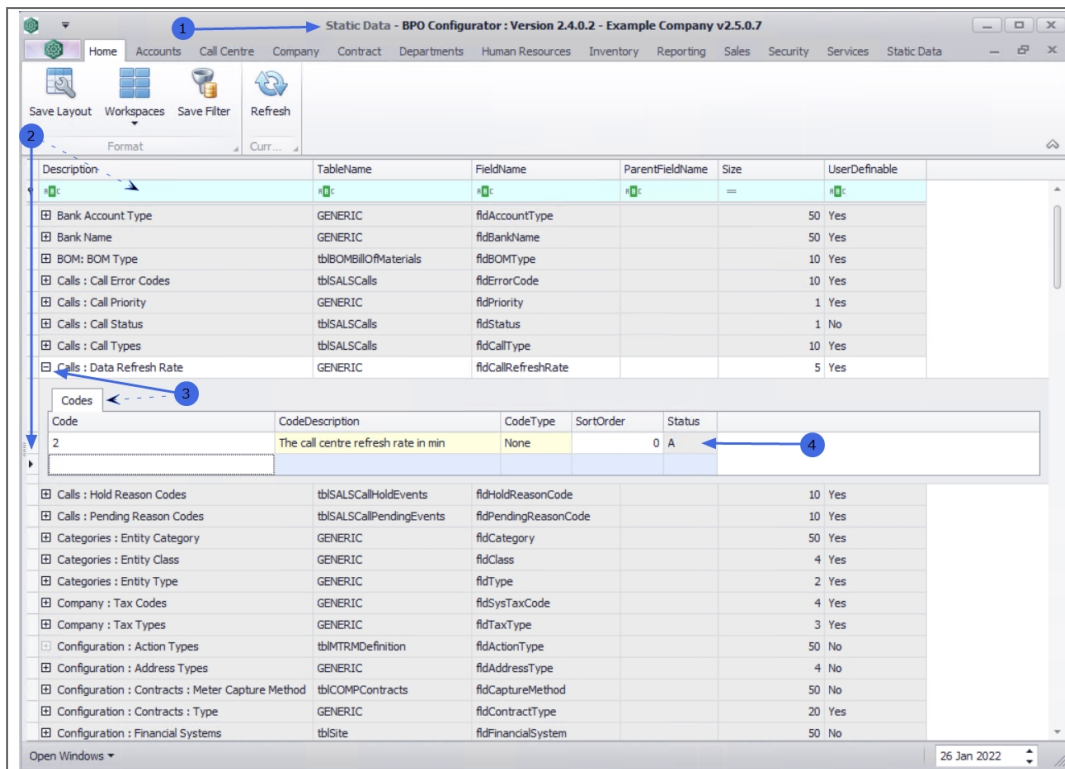 1
Static Data - BPO Configurator : Version 2.4.0.2 - Example Company v2.5.0.7
Home Accounts Call Centre Company Contract Departments Human Resources Inventory Reporting Sales Security Services Static Data
Save Layout Workspaces Save Filter Refresh
2
Format Curr...
Description TableName FieldName ParentFieldName Size UserDefinable
=
Bank Account Type GENERIC fldAccountType 50 Yes
Bank Name GENERIC fldBankName 50 Yes
BOM: BOM Type tblBOMBillOfMaterials fldBOMType 10 Yes
Calls : Call Error Codes tblSALSCalls fldErrorCode 10 Yes
Calls : Call Priority GENERIC fldPriority 1 Yes
Calls : Call Status tblSALSCalls fldStatus 1 No
Calls : Call Types tblSALSCalls fldCallType 10 Yes
Calls : Data Refresh Rate GENERIC fldCallRefreshRate 5 Yes
3
Codes
Code CodeDescription CodeType SortOrder Status
2 The call centre refresh rate in min None 0 A
4
Calls : Hold Reason Codes tblSALSCallHoldEvents fldHoldReasonCode 10 Yes
Calls : Pending Reason Codes tblSALSCallPendingEvents fldPendingReasonCode 10 Yes
Categories : Entity Category GENERIC fldCategory 50 Yes
Categories : Entity Class GENERIC fldClass 4 Yes
Categories : Entity Type GENERIC fldType 2 Yes
Company : Tax Codes GENERIC fldSysTaxCode 4 Yes
Company : Tax Types GENERIC fldTaxType 3 Yes
Configuration : Action Types tblMTRMDefinition fldActionType 50 No
Configuration : Address Types GENERIC fldAddressType 4 No
Configuration : Contracts : Meter Capture Method tblCOMPContracts fldCaptureMethod 50 No
Configuration : Contracts : Type GENERIC fldContractType 20 Yes
Configuration : Financial Systems tblSite fldFinancialSystem 50 No
Open Windows 26 Jan 2022